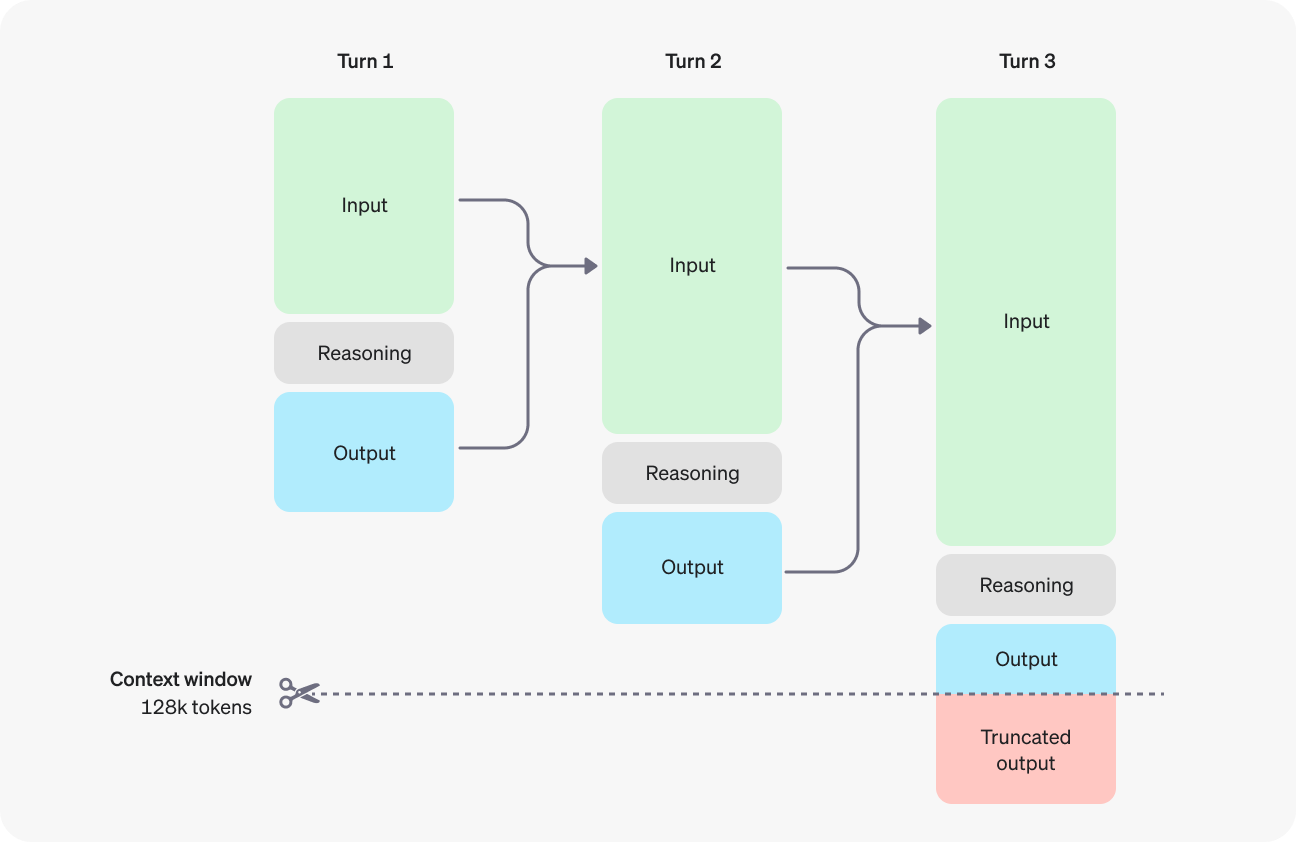 Turn 1
Turn 2
Turn 3
Input
Input
Input
Reasoning
Output
Reasoning
Output
Reasoning
Output
Context window
128k tokens
Truncated
output